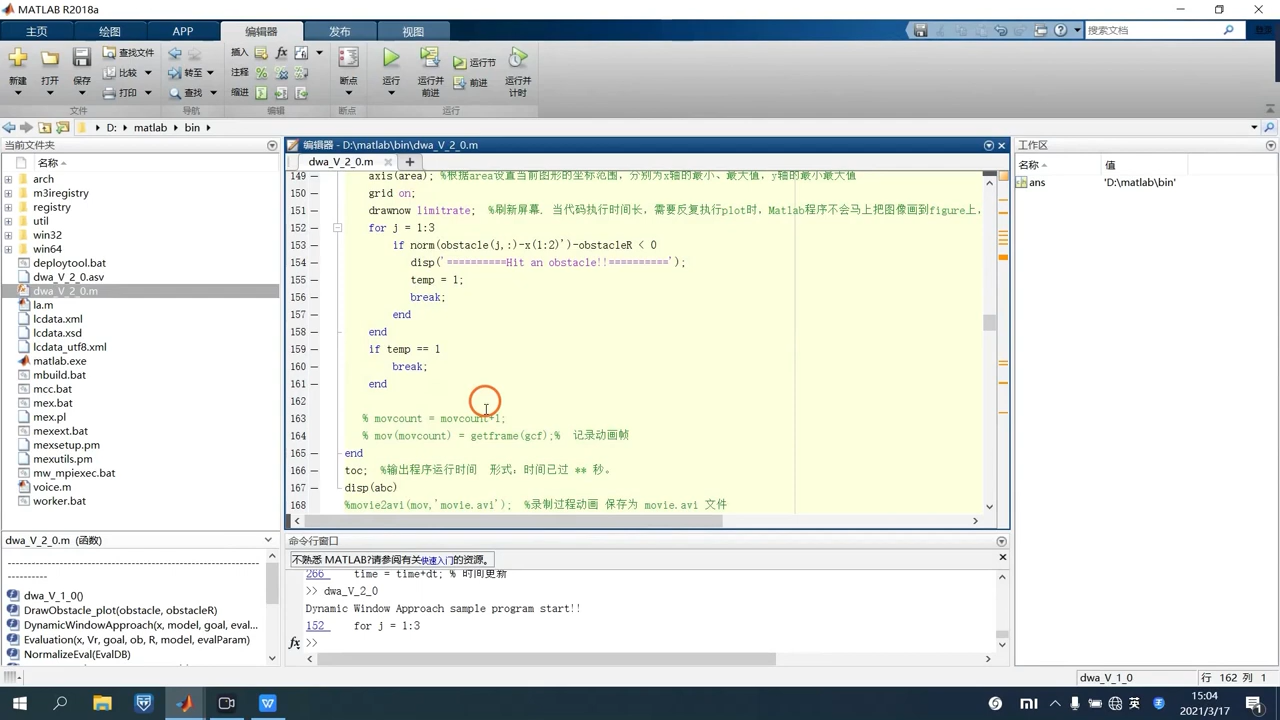 MATLAB R2018a
主页 绘图 APP 编辑器 发布 视图
搜索文档 登录
查找文件 插入 运行节
新建 打开 保存 比较 转至 注释 断点 运行 运行并前进 前进 运行并计时
打印 查找 缩进
文件 导航 编辑 断点 运行
D: matlab bin
当前文件夹
名称
arch
m3iregistry
registry
util
win32
win64
deploytool.bat
dwa_V_2_0.asv
dwa_V_2_0.m
la.m
lcdata.xml
lcdata.xsd
lcdata_utf8.xml
matlab.exe
mbuild.bat
mcc.bat
mex.bat
mex.pl
mexext.bat
mexsetup.pm
mexutils.pm
mw_mpiexec.bat
voice.m
worker.bat
dwa_V_2_0.m (函数)
-----------------------------------------------------
----------
dwa_V_1_0()
DrawObstacle_plot(obstacle, obstacleR)
DynamicWindowApproach(x, model, goal, eval...
Evaluation(x, Vr, goal, ob, R, model, evalParam)
NormalizeEval(EvalDB)
编辑器 - D:\matlab\bin\dwa_V_2_0.m
dwa_V_2_0.m
149 axis(area); %根据area设置当前图形的坐标范围，分别为x轴的最小、最大值，y轴的最小最大值
150 grid on;
151 drawnow limitrate; %刷新屏幕. 当代码执行时间长，需要反复执行plot时，Matlab程序不会马上把图像画到figure上，
152 for j = 1:3
153 if norm(obstacle(j,:)-x(1:2)')-obstacleR < 0
154 disp('==========Hit an obstacle!!==========');
155 temp = 1;
156 break;
157 end
158 end
159 if temp == 1
160 break;
161 end
162
163 % movcount = movcount+1;
164 % mov(movcount) = getframe(gcf);% 记录动画帧
165 end
166 toc; %输出程序运行时间 形式：时间已过 ** 秒。
167 disp(abc)
168 %movie2avi(mov,'movie.avi'); %录制过程动画 保存为 movie.avi 文件
命令行窗口
不熟悉 MATLAB?请参阅有关快速入门的资源。
266 time = time+dt; % 时间更新
>> dwa_V_2_0
Dynamic Window Approach sample program start!!
152 for j = 1:3
fx >>
工作区
名称 值
ans 'D:\matlab\bin'
dwa_V_1_0 行 162 列 1
英
15:04
2021/3/17